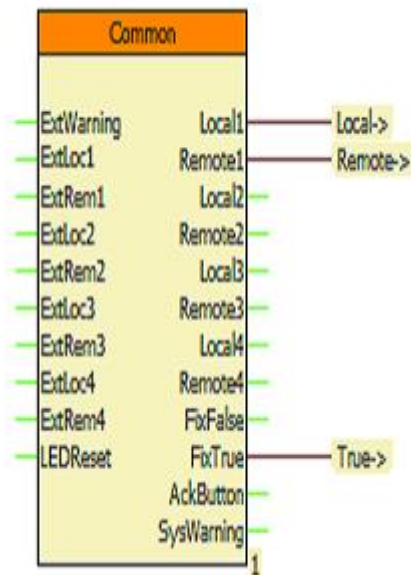 Common
ExtWarning Local1 Local->
ExtLoc1 Remote1 Remote->
ExtRem1 Local2
ExtLoc2 Remote2
ExtRem2 Local3
ExtLoc3 Remote3
ExtRem3 Local4
ExtLoc4 Remote4
ExtRem4 FixFalse
LEDReset FixTrue True->
AckButton
SysWarning
1